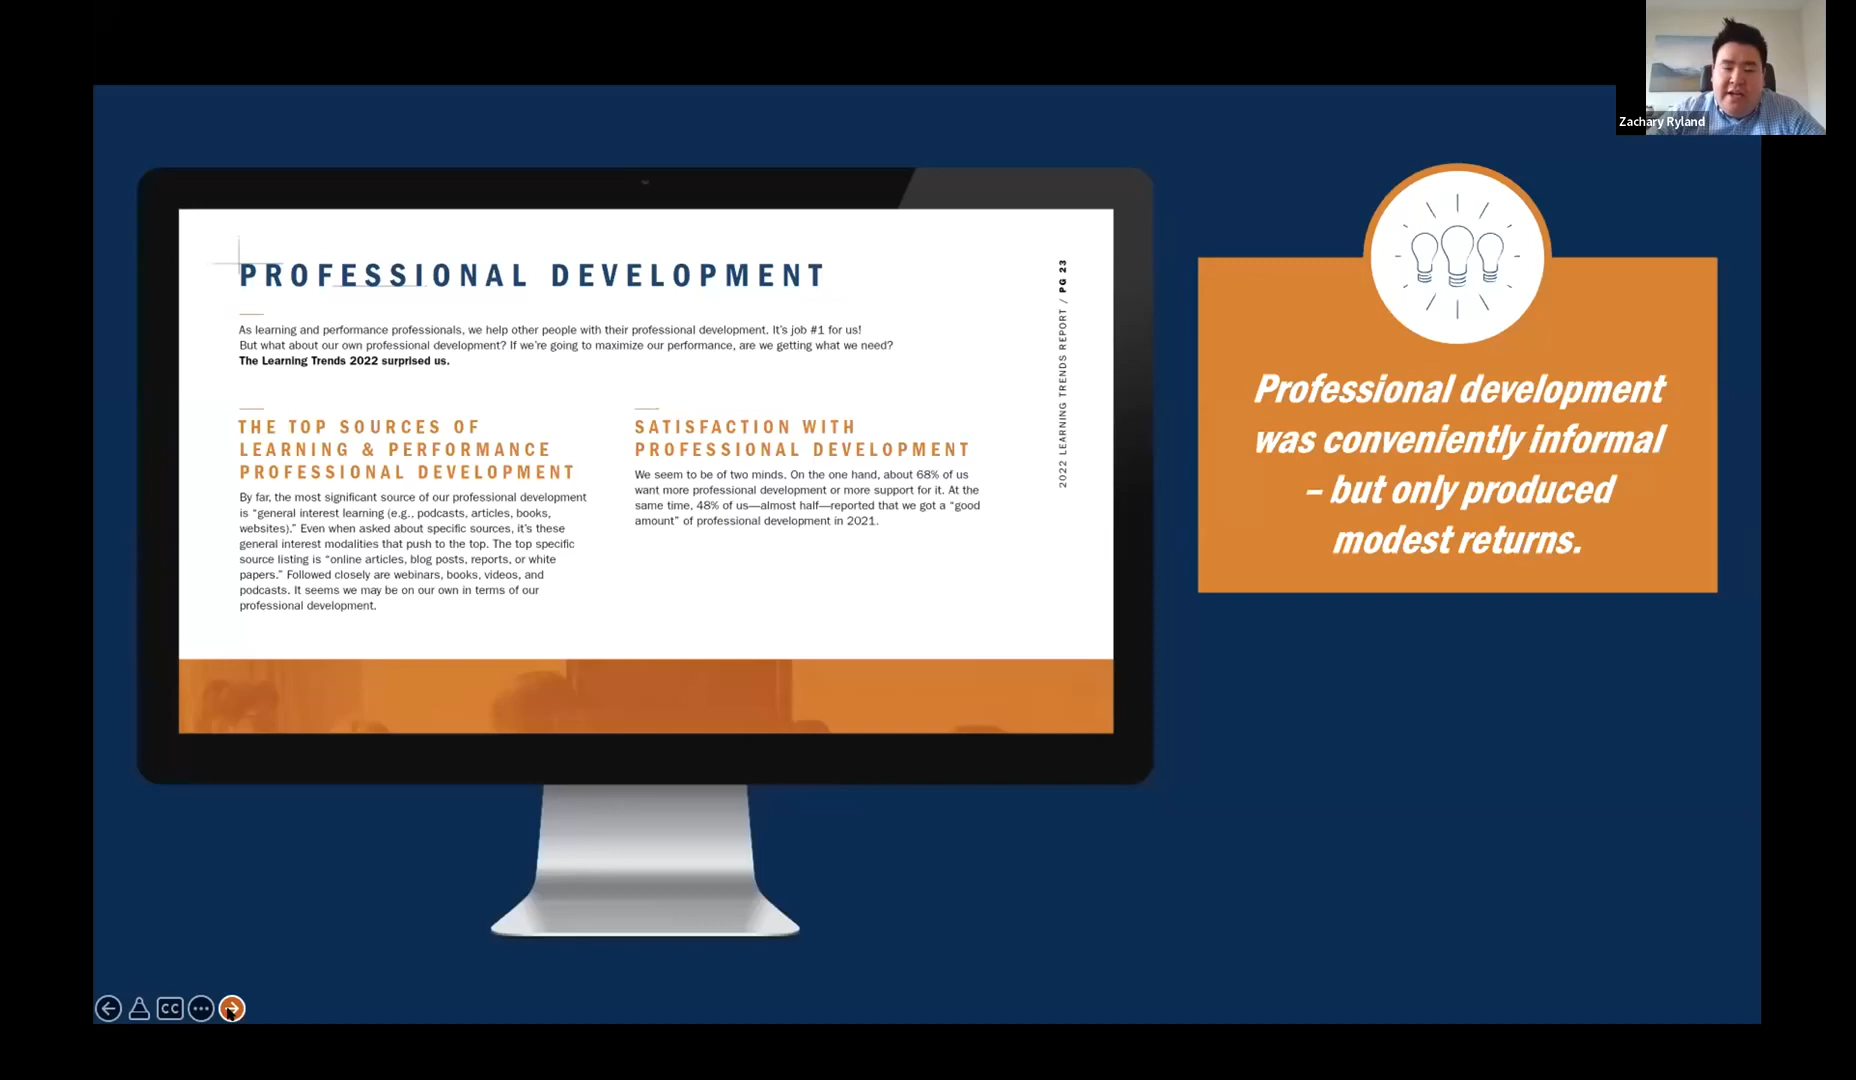 Zachary Ryland
PROFESSIONAL DEVELOPMENT
As learning and performance professionals, we help other people with their professional development. It's job #1 for us!
But what about our own professional development? If we're going to maximize our performance, are we getting what we need?
The Learning Trends 2022 surprised us.
THE TOP SOURCES OF
LEARNING & PERFORMANCE
PROFESSIONAL DEVELOPMENT
By far, the most significant source of our professional development
is “general interest learning (e.g., podcasts, articles, books,
websites).” Even when asked about specific sources, it's these
general interest modalities that push to the top. The top specific
source listing is “online articles, blog posts, reports, or white
papers.” Followed closely are webinars, books, videos, and
podcasts. It seems we may be on our own in terms of our
professional development.
SATISFACTION WITH
PROFESSIONAL DEVELOPMENT
We seem to be of two minds. On the one hand, about 68% of us
want more professional development or more support for it. At the
same time, 48% of us—almost half—reported that we got a “good
amount” of professional development in 2021.
2022 LEARNING TRENDS REPORT / PG 23
Professional development
was conveniently informal
– but only produced
modest returns.
CC